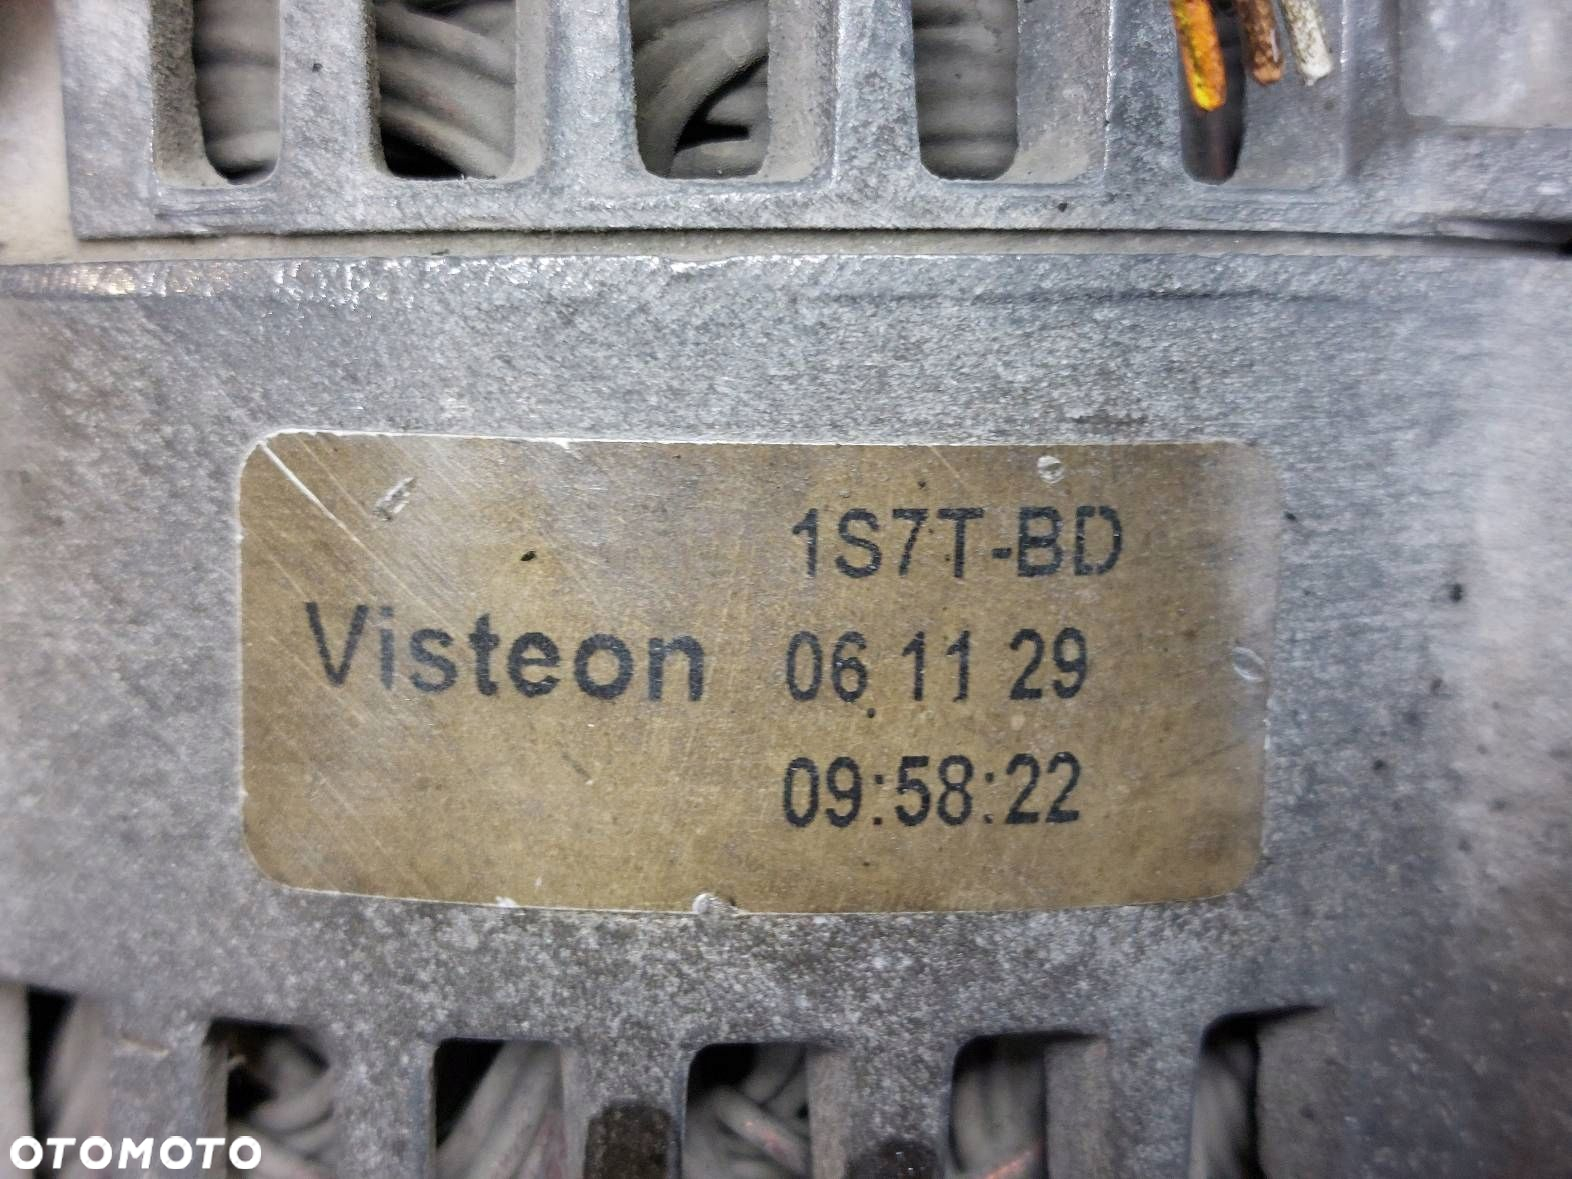 1S7T-BD
Visteon 06 11 29
09:58:22
OTOMOTO